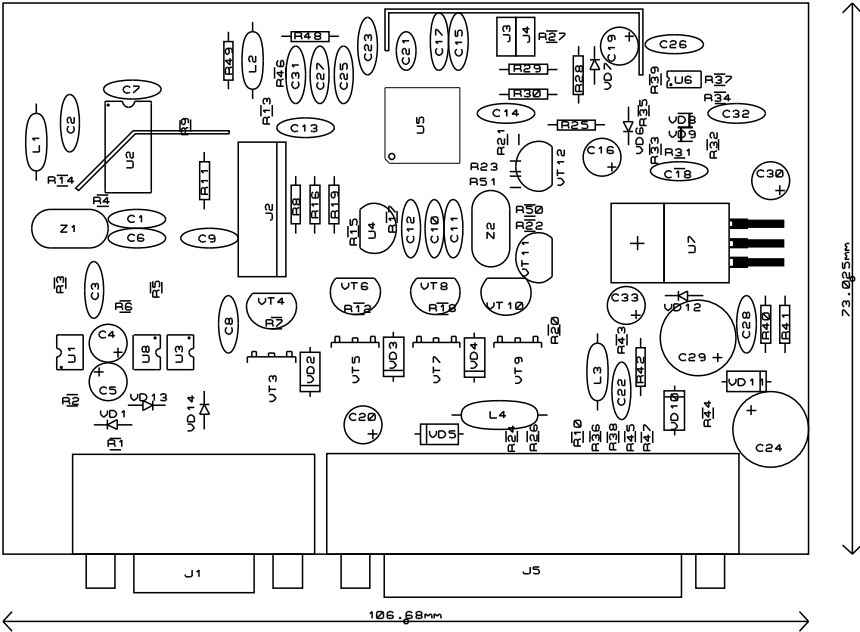 C19
C26
C23
C21
C17
C15
J3
J4
R27
R49
L2
R48
R46
C31
C27
C25
R29
R28
VD7
R39
U6
R37
R34
C7
R30
R13
R35
C14
C32
VD8
VD9
C2
L1
U2
R9
C13
U5
R21
R25
VD6
R33
R31
R32
VT12
C16
R23
R51
C18
C30
R14
R4
R11
J2
R8
R16
R19
Z1
C1
C6
C9
R15
U4
R17
C12
C10
C11
Z2
R50
R22
VT11
U7
R3
C3
R5
R6
C8
VT4
R7
VT6
R12
VT8
R18
VT10
C33
VD12
C28
R40
R41
U1
C4
U8
U3
C5
VT3
VD2
VT5
VD3
VT7
VD4
VT9
R20
L3
R43
R42
C22
C29
VD11
R2
VD1
VD13
VD14
R1
C20
VD5
L4
R24
R26
R10
R36
R38
R45
R47
VD10
R44
C24
J1
J5
106.68mm
73.025mm